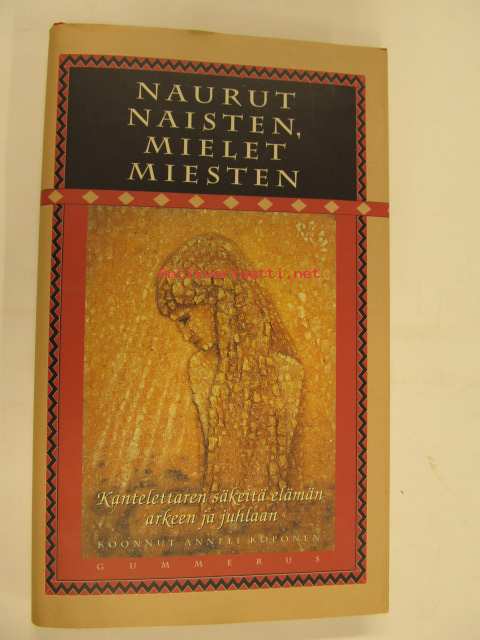 NAURUT
NAISTEN,
MIELET
MIESTEN
Antikvariaatti.net
Kantelettaren säkeitä elämän
arkeen ja juhlaan
KOONNUT ANNELI KOPONEN
GUMMERUS